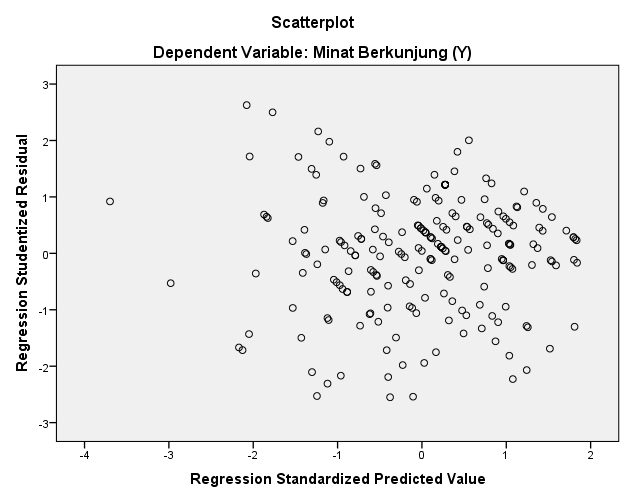 Scatterplot
Dependent Variable: Minat Berkunjung (Y)
Regression Studentized Residual
3
2
1
0
-1
-2
-3
-4 -3 -2 -1 0 1 2
Regression Standardized Predicted Value